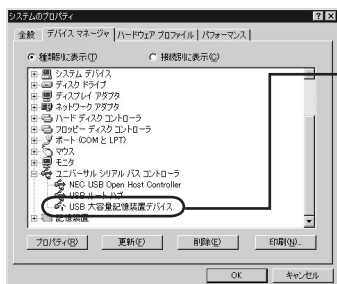 システムのプロパティ
全般 デバイス マネージャ ハードウェア プロファイル パフォーマンス
種類別に表示(T) 接続別に表示(C)
システム デバイス
ディスク ドライブ
ディスプレイ アダプタ
ネットワーク アダプタ
ハード ディスク コントローラ
フロッピー ディスク コントローラ
ポート (COM と LPT)
マウス
モニタ
ユニバーサル シリアル バス コントローラ
NEC USB Open Host Controller
USB ルート ハブ
USB 大容量記憶装置デバイス
記憶装置
プロパティ(R) 更新(F) 削除(E) 印刷(N)...
OK キャンセル